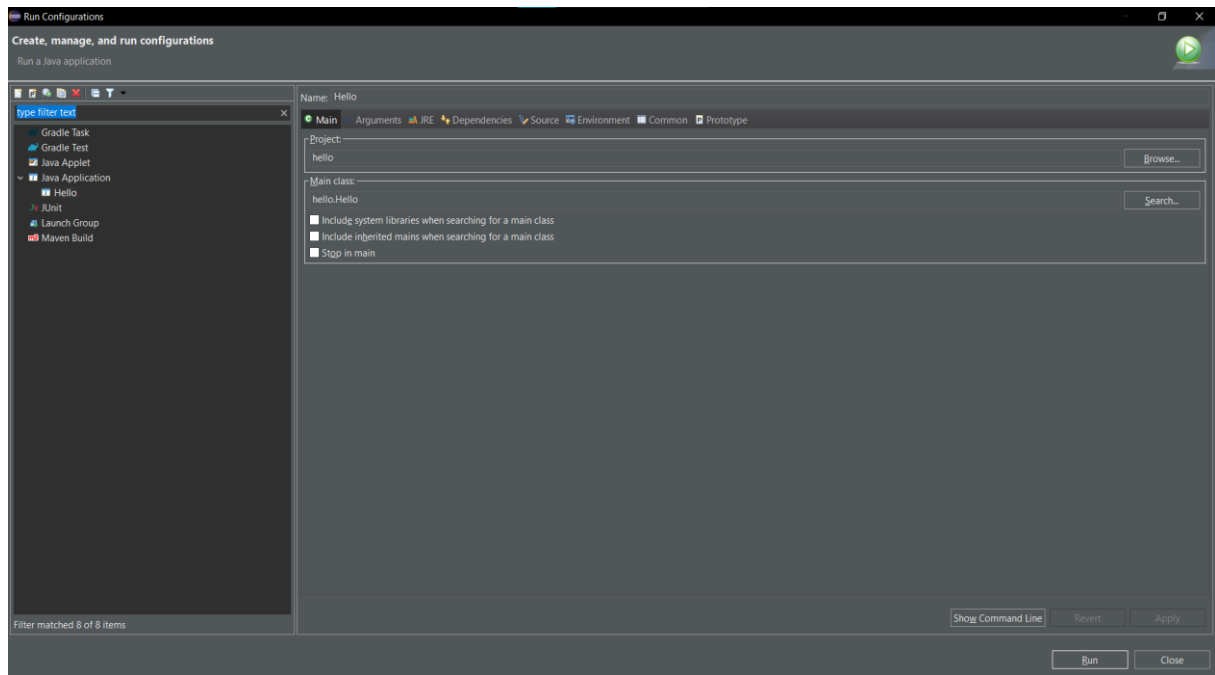 Run Configurations
Create, manage, and run configurations
Run a Java application
type filter text
Gradle Task
Gradle Test
Java Applet
Java Application
Hello
JUnit
Launch Group
Maven Build
Filter matched 8 of 8 items
Name: Hello
Main Arguments JRE Dependencies Source Environment Common Prototype
Project:
hello
Browse...
Main class:
hello.Hello
Search...
Include system libraries when searching for a main class
Include inherited mains when searching for a main class
Stop in main
Show Command Line Revert Apply
Run Close